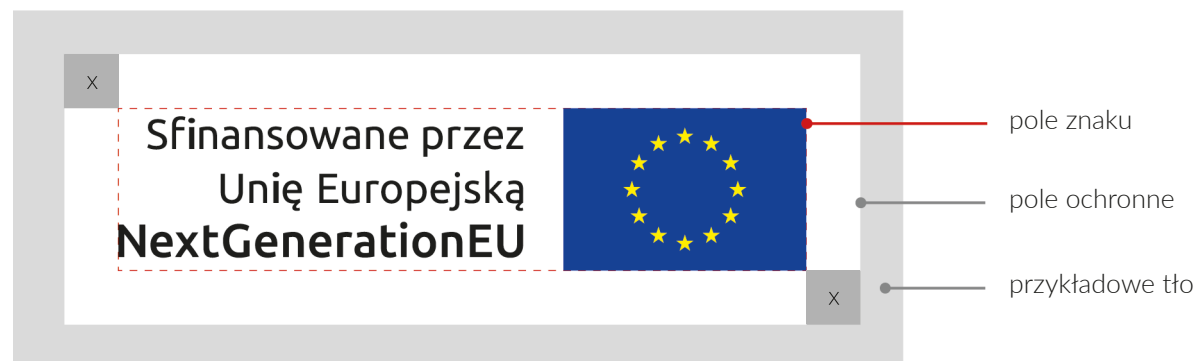 X
Sfinansowane przez
Unię Europejską
NextGenerationEU
pole znaku
pole ochronne
przykładowe tło
X